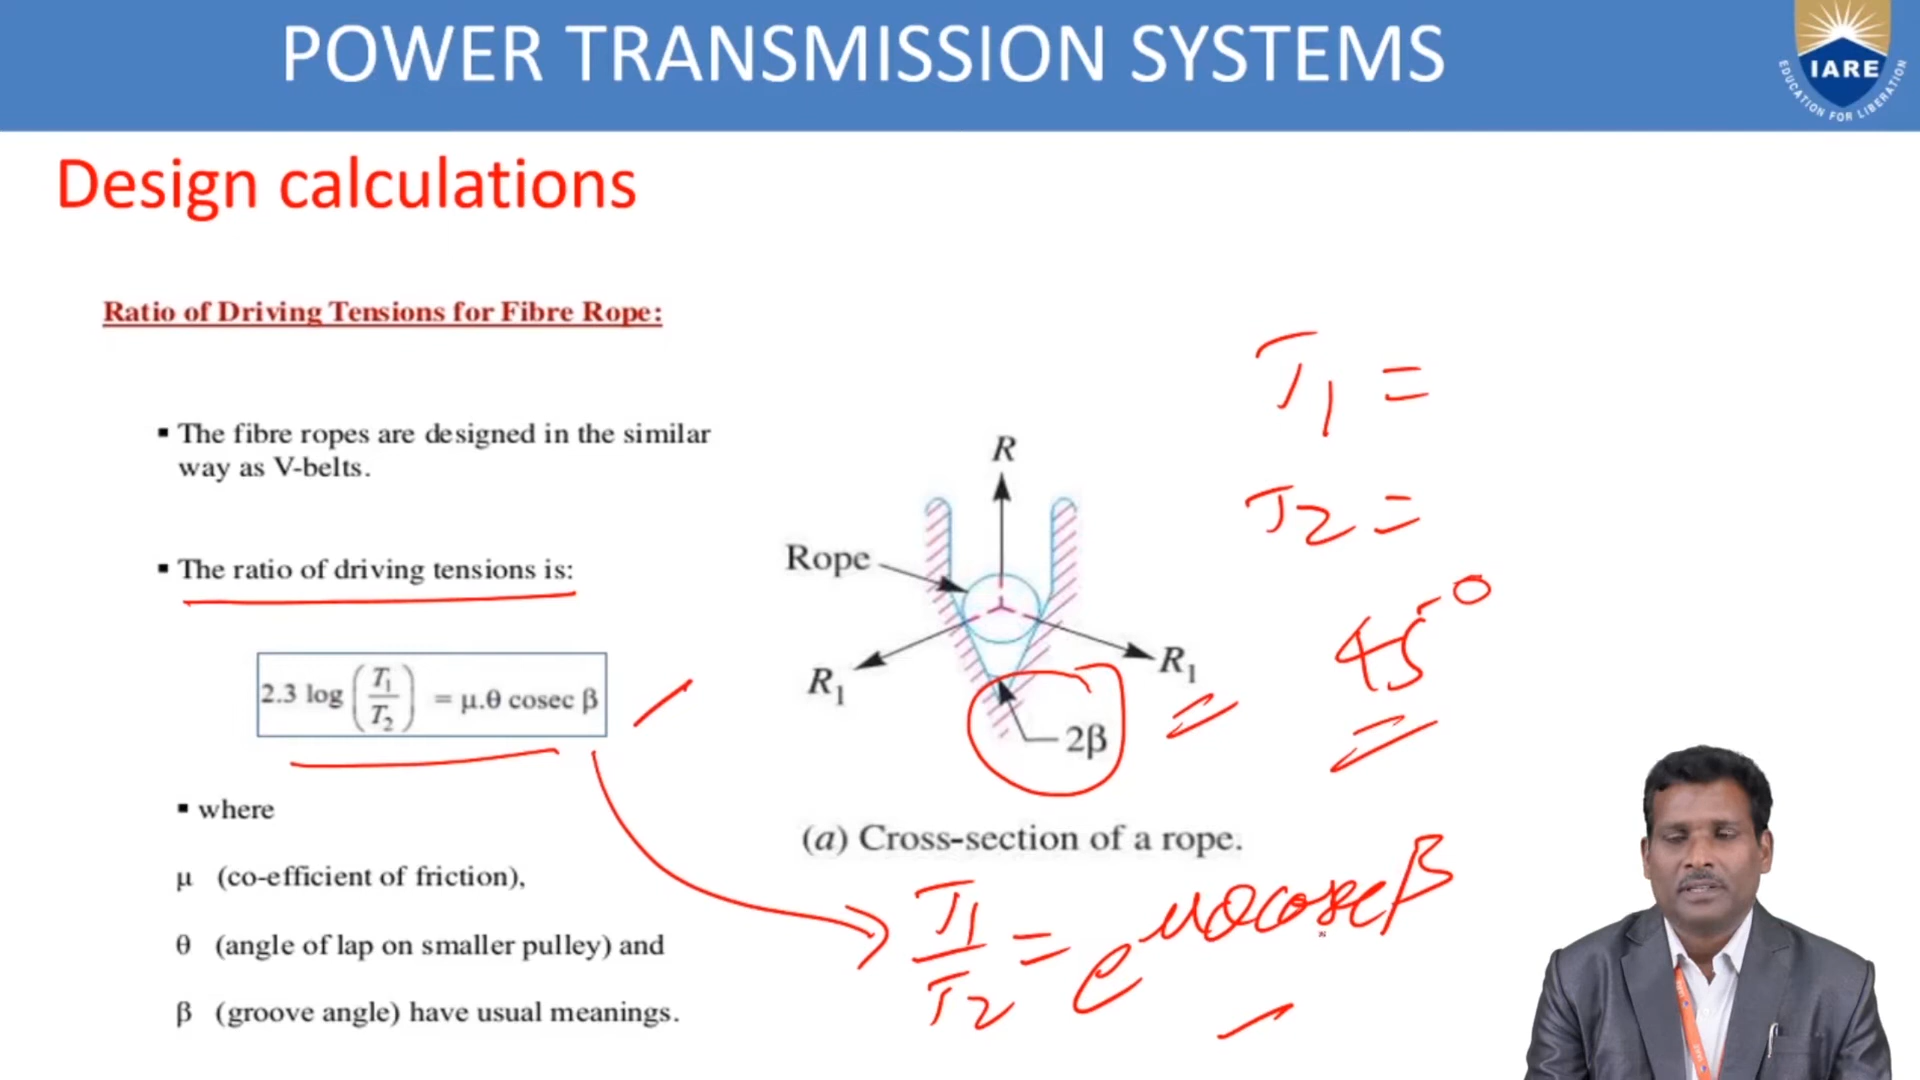 POWER TRANSMISSION SYSTEMS
IARE
EDUCATION FOR LIBERATION
Design calculations
Ratio of Driving Tensions for Fibre Rope:
▪ The fibre ropes are designed in the similar
way as V-belts.
▪ The ratio of driving tensions is:
2.3 log (T₁/T₂) = μ.θ cosec β
▪ where
μ (co-efficient of friction),
θ (angle of lap on smaller pulley) and
β (groove angle) have usual meanings.
R
Rope
R₁
R₁
2β
(a) Cross-section of a rope.
T₁ =
T₂ =
= 45°
T₁/T₂ = e^μθ cosec β